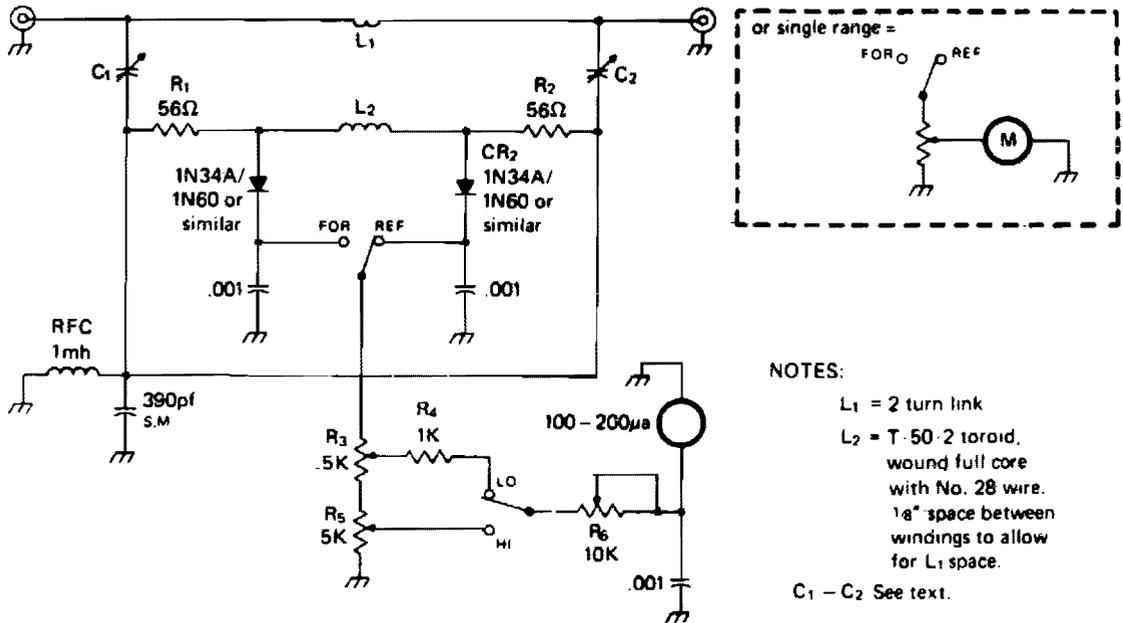 L1
C1
C2
R1
56Ω
L2
R2
56Ω
1N34A/
1N60 or
similar
CR2
1N34A/
1N60 or
similar
FOR
REF
.001
.001
RFC
1mh
390pf
S.M
R3
.5K
R4
1K
LO
R5
5K
HI
R6
10K
100–200µa
.001
or single range =
FOR
REF
M
NOTES:
L1 = 2 turn link
L2 = T·50·2 toroid,
wound full core
with No. 28 wire.
space between
windings to allow
for L1 space.
C1 – C2 See text.